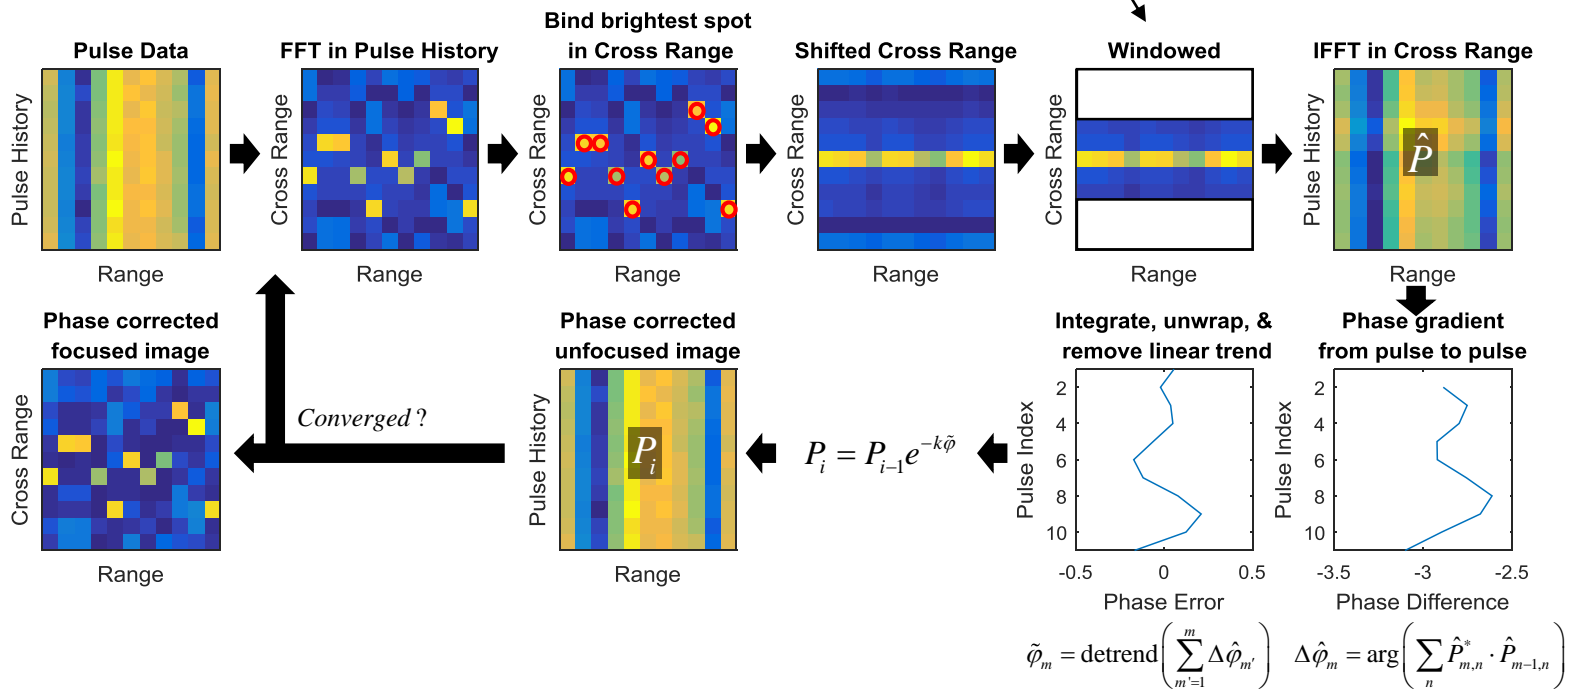 Bind brightest spot
in Cross Range
Pulse Data
FFT in Pulse History
Shifted Cross Range
Windowed
IFFT in Cross Range
Pulse History
Cross Range
Cross Range
Cross Range
Cross Range
Pulse History
P̂
Range
Range
Range
Range
Range
Range
Phase corrected
focused image
Phase corrected
unfocused image
Integrate, unwrap, &
remove linear trend
Phase gradient
from pulse to pulse
Cross Range
Range
Converged ?
Pulse History
P_i
Range
P_i = P_{i−1}e^{−kφ̃}
Pulse Index
2
4
6
8
10
-0.5
0
0.5
Phase Error
Pulse Index
2
4
6
8
10
-3.5
-3
-2.5
Phase Difference
φ̃_m = detrend(∑_{m'=1}^{m} Δφ̂_{m'})
Δφ̂_m = arg(∑_n P̂*_{m,n} · P̂_{m−1,n})